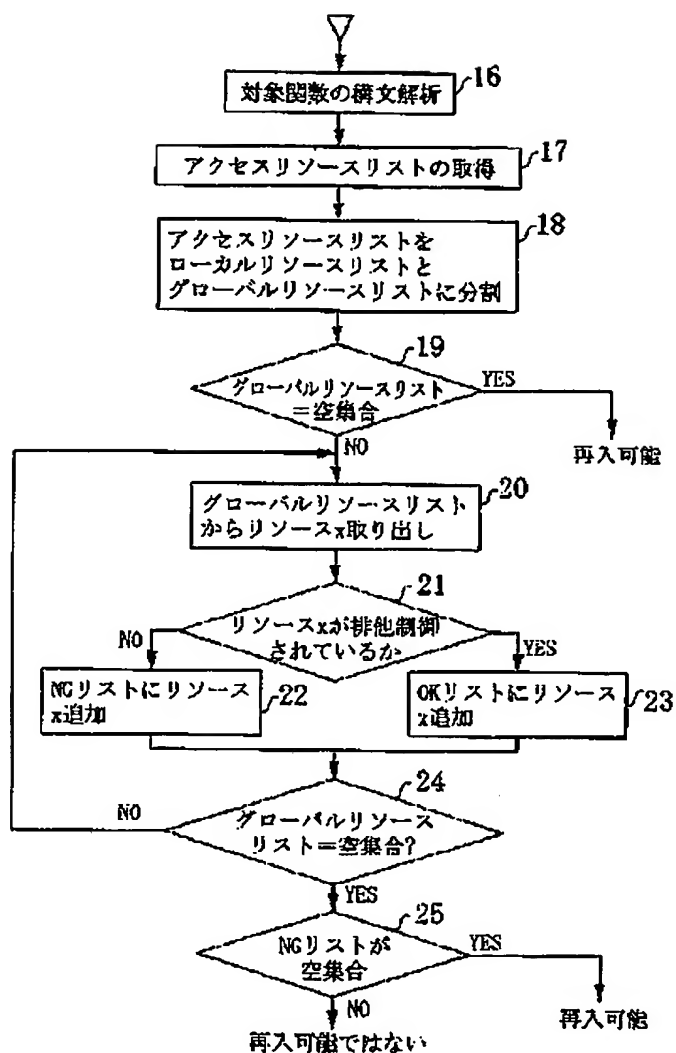 対象関数の構文解析
16
アクセスリソースリストの取得
17
アクセスリソースリストを
ローカルリソースリストと
グローバルリソースリストに分割
18
グローバルリソースリスト
=空集合
19
YES
再入可能
NO
グローバルリソースリスト
からリソースx取り出し
20
リソースxが排他制御
されているか
21
NO
YES
NGリストにリソース
x追加
22
OKリストにリソース
x追加
23
グローバルリソース
リスト=空集合?
24
NO
YES
NGリストが
空集合
25
YES
再入可能
NO
再入可能ではない